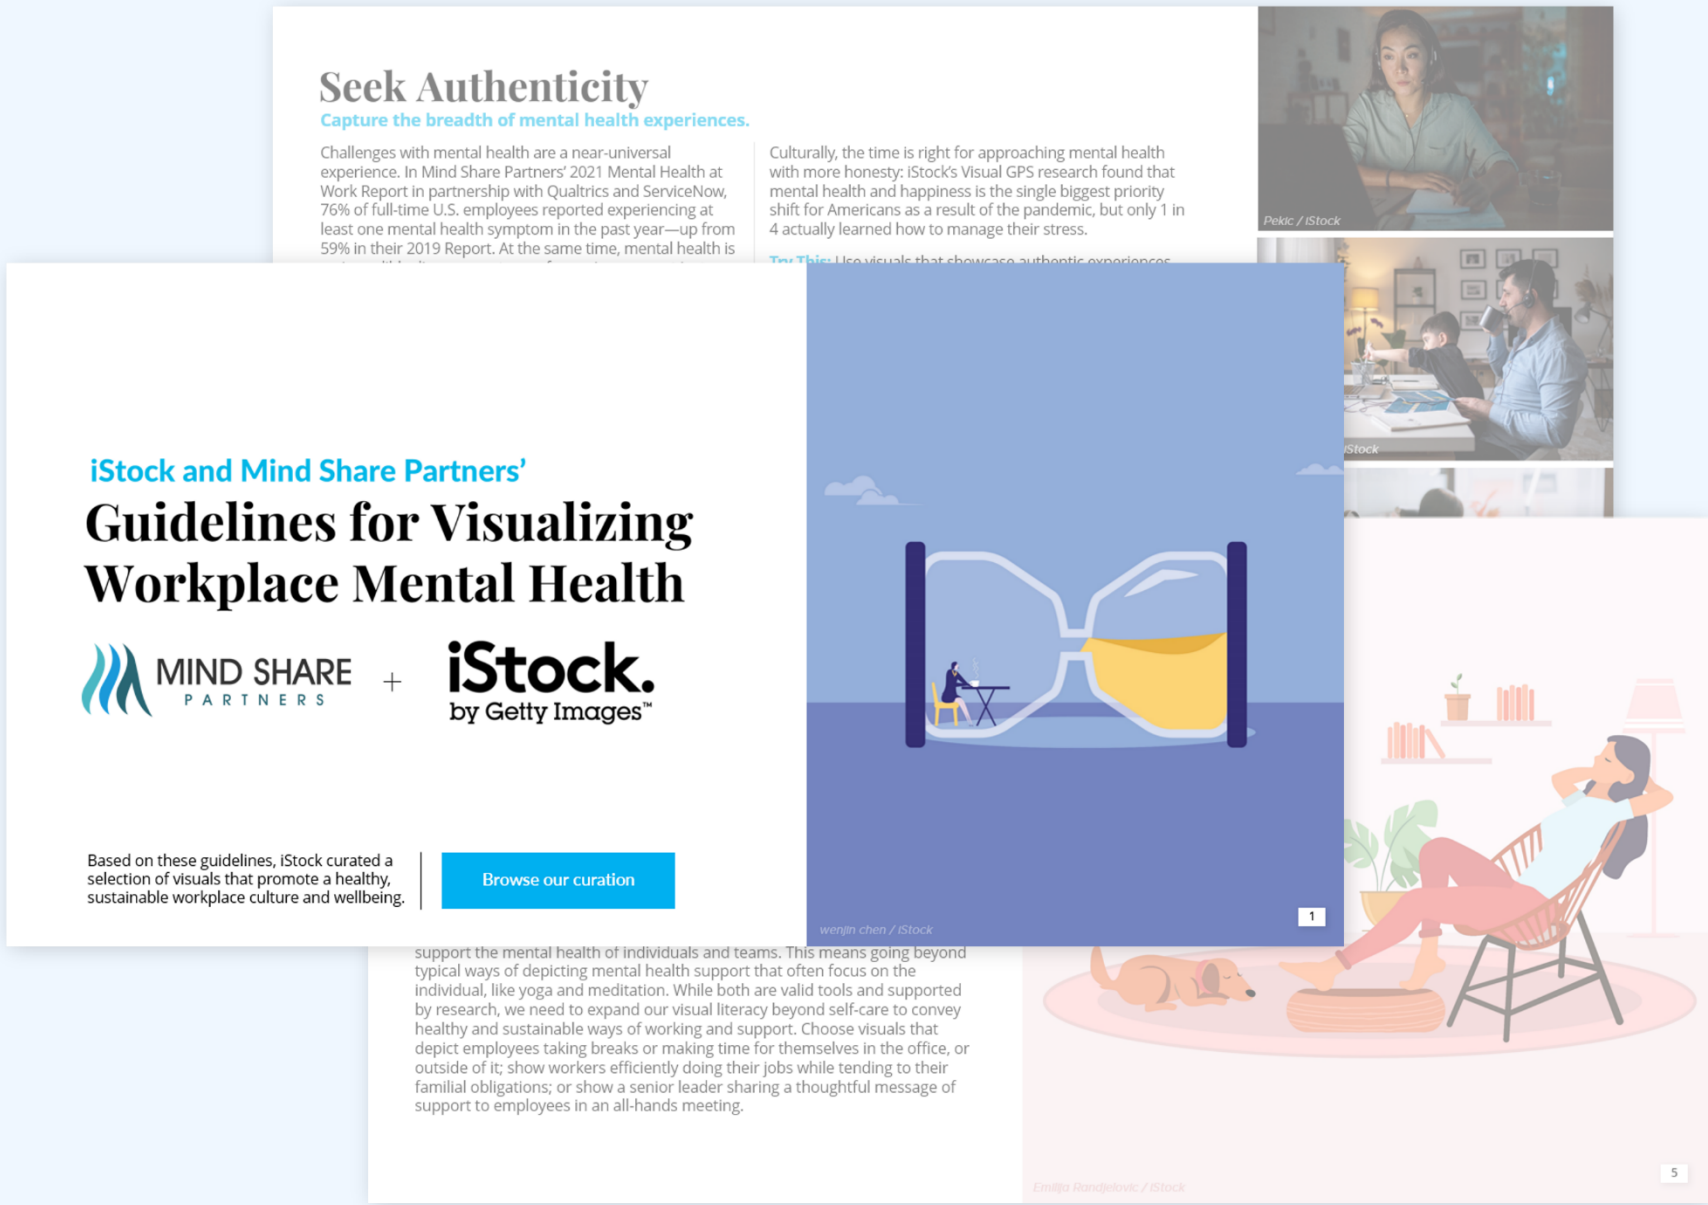 Seek Authenticity
Capture the breadth of mental health experiences.
Challenges with mental health are a near-universal
experience. In Mind Share Partners’ 2021 Mental Health at
Work Report in partnership with Qualtrics and ServiceNow,
76% of full-time U.S. employees reported experiencing at
least one mental health symptom in the past year—up from
59% in their 2019 Report. At the same time, mental health is
Culturally, the time is right for approaching mental health
with more honesty: iStock’s Visual GPS research found that
mental health and happiness is the single biggest priority
shift for Americans as a result of the pandemic, but only 1 in
4 actually learned how to manage their stress.
Try This: Use visuals that showcase authentic experiences
Pekic / iStock
iStock
iStock and Mind Share Partners’
Guidelines for Visualizing
Workplace Mental Health
MIND SHARE
PARTNERS
+
iStock.
by Getty Images™
Based on these guidelines, iStock curated a
selection of visuals that promote a healthy,
sustainable workplace culture and wellbeing.
Browse our curation
wenjin chen / iStock
1
support the mental health of individuals and teams. This means going beyond
typical ways of depicting mental health support that often focus on the
individual, like yoga and meditation. While both are valid tools and supported
by research, we need to expand our visual literacy beyond self-care to convey
healthy and sustainable ways of working and support. Choose visuals that
depict employees taking breaks or making time for themselves in the office, or
outside of it; show workers efficiently doing their jobs while tending to their
familial obligations; or show a senior leader sharing a thoughtful message of
support to employees in an all-hands meeting.
Emilija Randjelovic / iStock
5